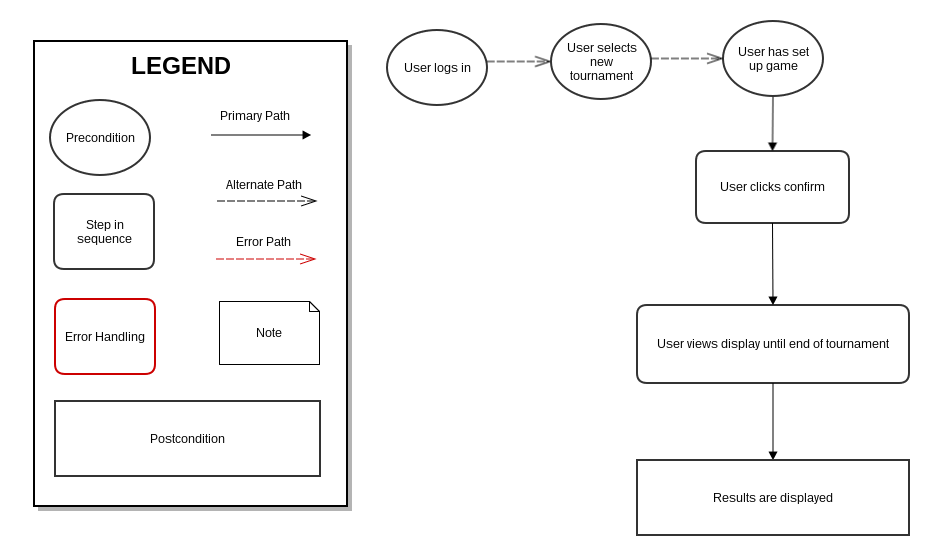 LEGEND
Precondition
Primary Path
Alternate Path
Step in
sequence
Error Path
Error Handling
Note
Postcondition
User logs in
User selects
new
tournament
User has set
up game
User clicks confirm
User views display until end of tournament
Results are displayed